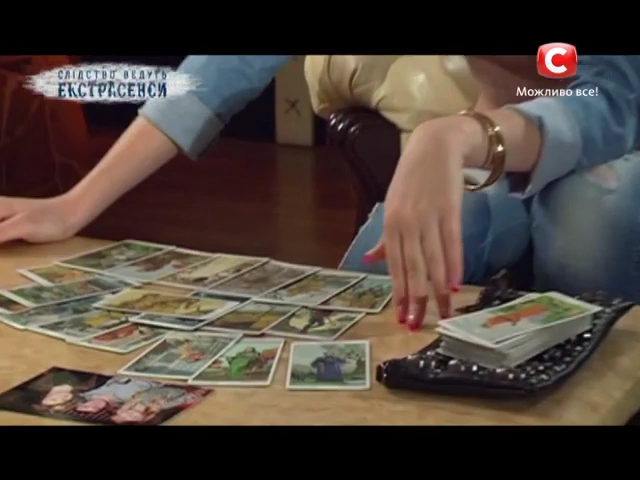 СЛІДСТВО ВЕДУТЬ
ЕКСТРАСЕНСИ
Можливо все!